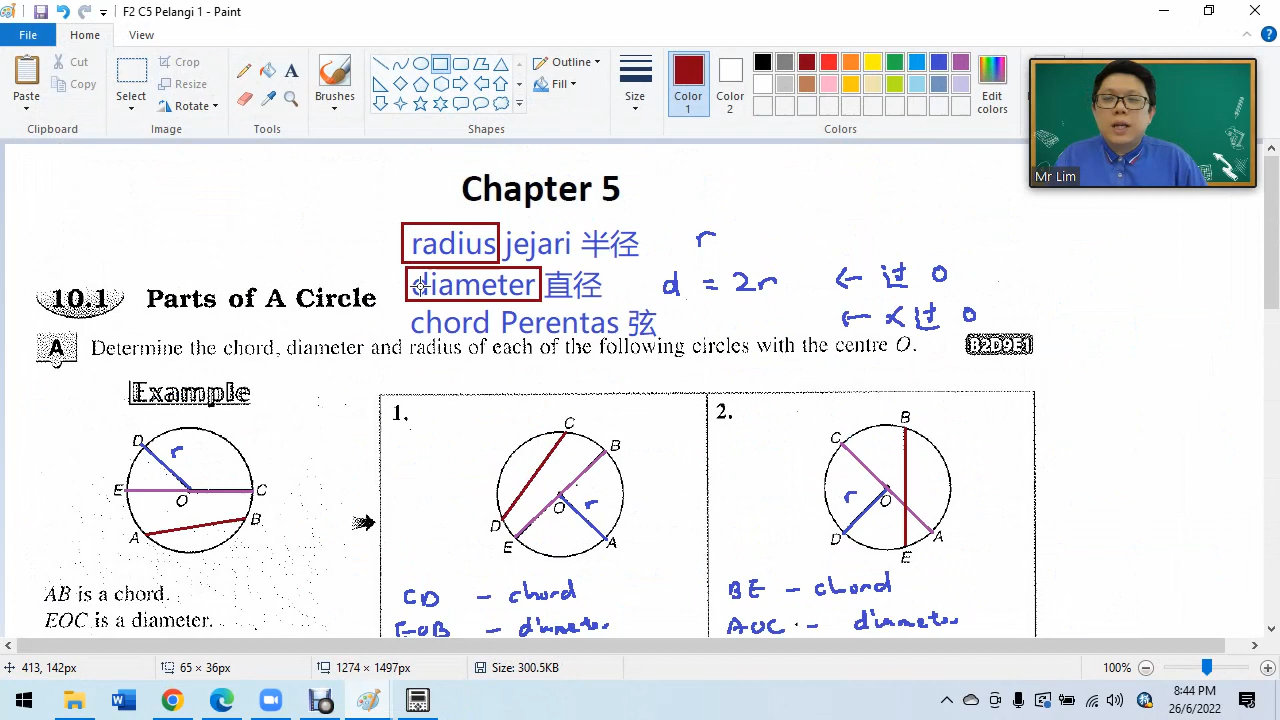 F2 C5 Pelangi 1 - Paint
File Home View
Paste Cut Copy Clipboard
Select Crop Resize Rotate Image
Tools
Brushes
Outline Fill Shapes
Size
Color 1 Color 2 Edit colors Colors
Mr Lim
Chapter 5
radius jejari 半径 r
diameter 直径 d = 2r ← 过 O
chord Perentas 弦 ← X 过 O
10.1 Parts of A Circle
A Determine the chord, diameter and radius of each of the following circles with the centre O. B2D9E1
Example
D r E O C A B
AB is a chord.
EOC is a diameter.
1.
C B D O r E A
CD - chord
EOB - diameter
2.
B C r O D E A
BE - chord
AOC - diameter
413, 142px 65 × 36px 1274 × 1497px Size: 300.5KB 100%
8:44 PM
26/6/2022